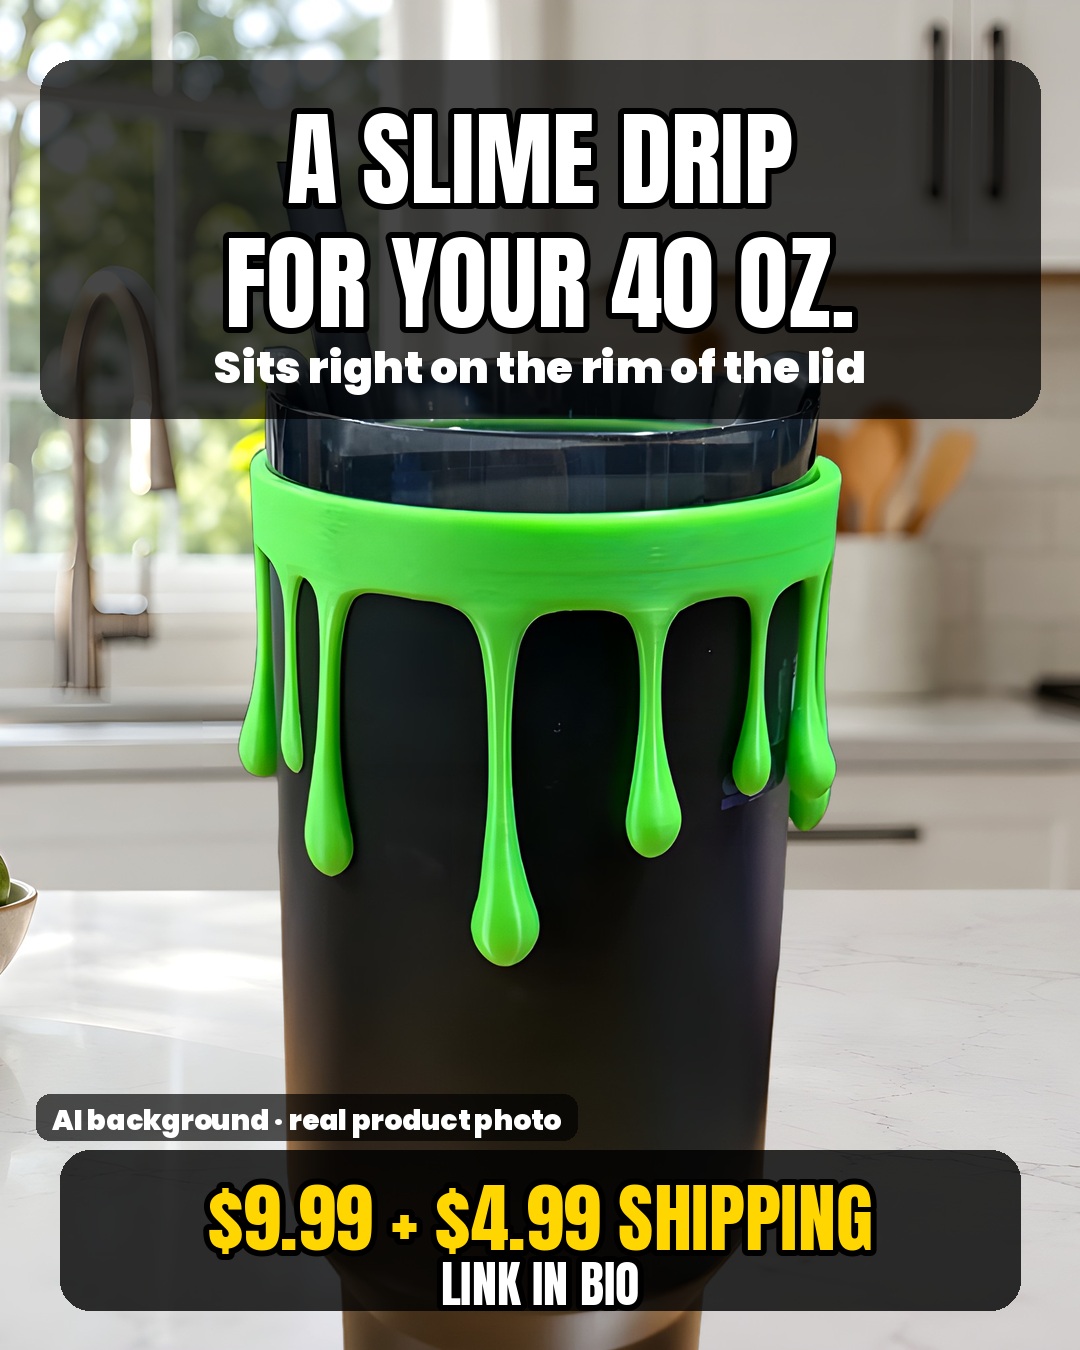 A SLIME DRIP
FOR YOUR 40 OZ.
Sits right on the rim of the lid
AI background · real product photo
$9.99 + $4.99 SHIPPING
LINK IN BIO